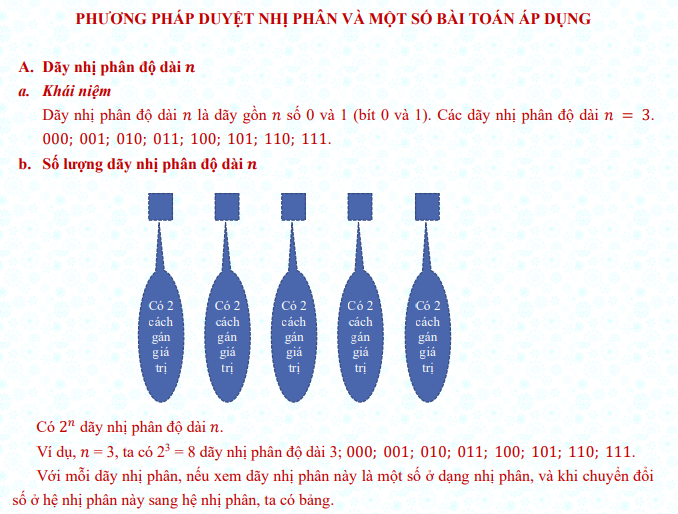 PHƯƠNG PHÁP DUYỆT NHỊ PHÂN VÀ MỘT SỐ BÀI TOÁN ÁP DỤNG
A. Dãy nhị phân độ dài n
a. Khái niệm
Dãy nhị phân độ dài n là dãy gồn n số 0 và 1 (bít 0 và 1). Các dãy nhị phân độ dài n = 3.
000; 001; 010; 011; 100; 101; 110; 111.
b. Số lượng dãy nhị phân độ dài n
Có 2 Có 2 Có 2 Có 2 Có 2
cách cách cách cách cách
gán gán gán gán gán
giá giá giá giá giá
trị trị trị trị trị
Có 2ⁿ dãy nhị phân độ dài n.
Ví dụ, n = 3, ta có 2³ = 8 dãy nhị phân độ dài 3; 000; 001; 010; 011; 100; 101; 110; 111.
Với mỗi dãy nhị phân, nếu xem dãy nhị phân này là một số ở dạng nhị phân, và khi chuyển đổi
số ở hệ nhị phân này sang hệ nhị phân, ta có bảng.